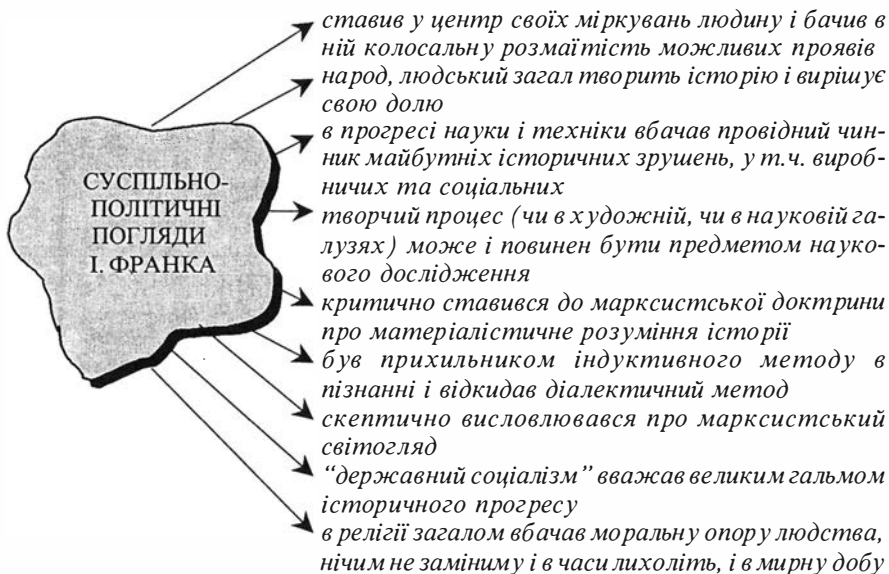 СУСПІЛЬНО-
ПОЛІТИЧНІ
ПОГЛЯДИ
І. ФРАНКА
ставив у центр своїх міркувань людину і бачив в
ній колосальну розмаїтість можливих проявів
народ, людський загал творить історію і вирішує
свою долю
в прогресі науки і техніки вбачав провідний чин-
ник майбутніх історичних зрушень, у т.ч. вироб-
ничих та соціальних
творчий процес (чи в художній, чи в науковій га-
лузях) може і повинен бути предметом науко-
вого дослідження
критично ставився до марксистської доктрини
про матеріалістичне розуміння історії
був прихильником індуктивного методу в
пізнанні і відкидав діалектичний метод
скептично висловлювався про марксистський
світогляд
“державний соціалізм” вважав великим гальмом
історичного прогресу
в релігії загалом вбачав моральну опору людства,
нічим не заміниму і в часи лихоліть, і в мирну добу